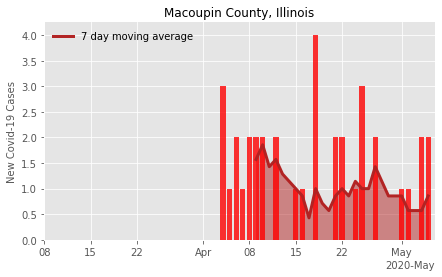 Macoupin County, Illinois
7 day moving average
New Covid-19 Cases
4.0
3.5
3.0
2.5
2.0
1.5
1.0
0.5
0.0
08 15 22 Apr 08 15 22 May
2020-May